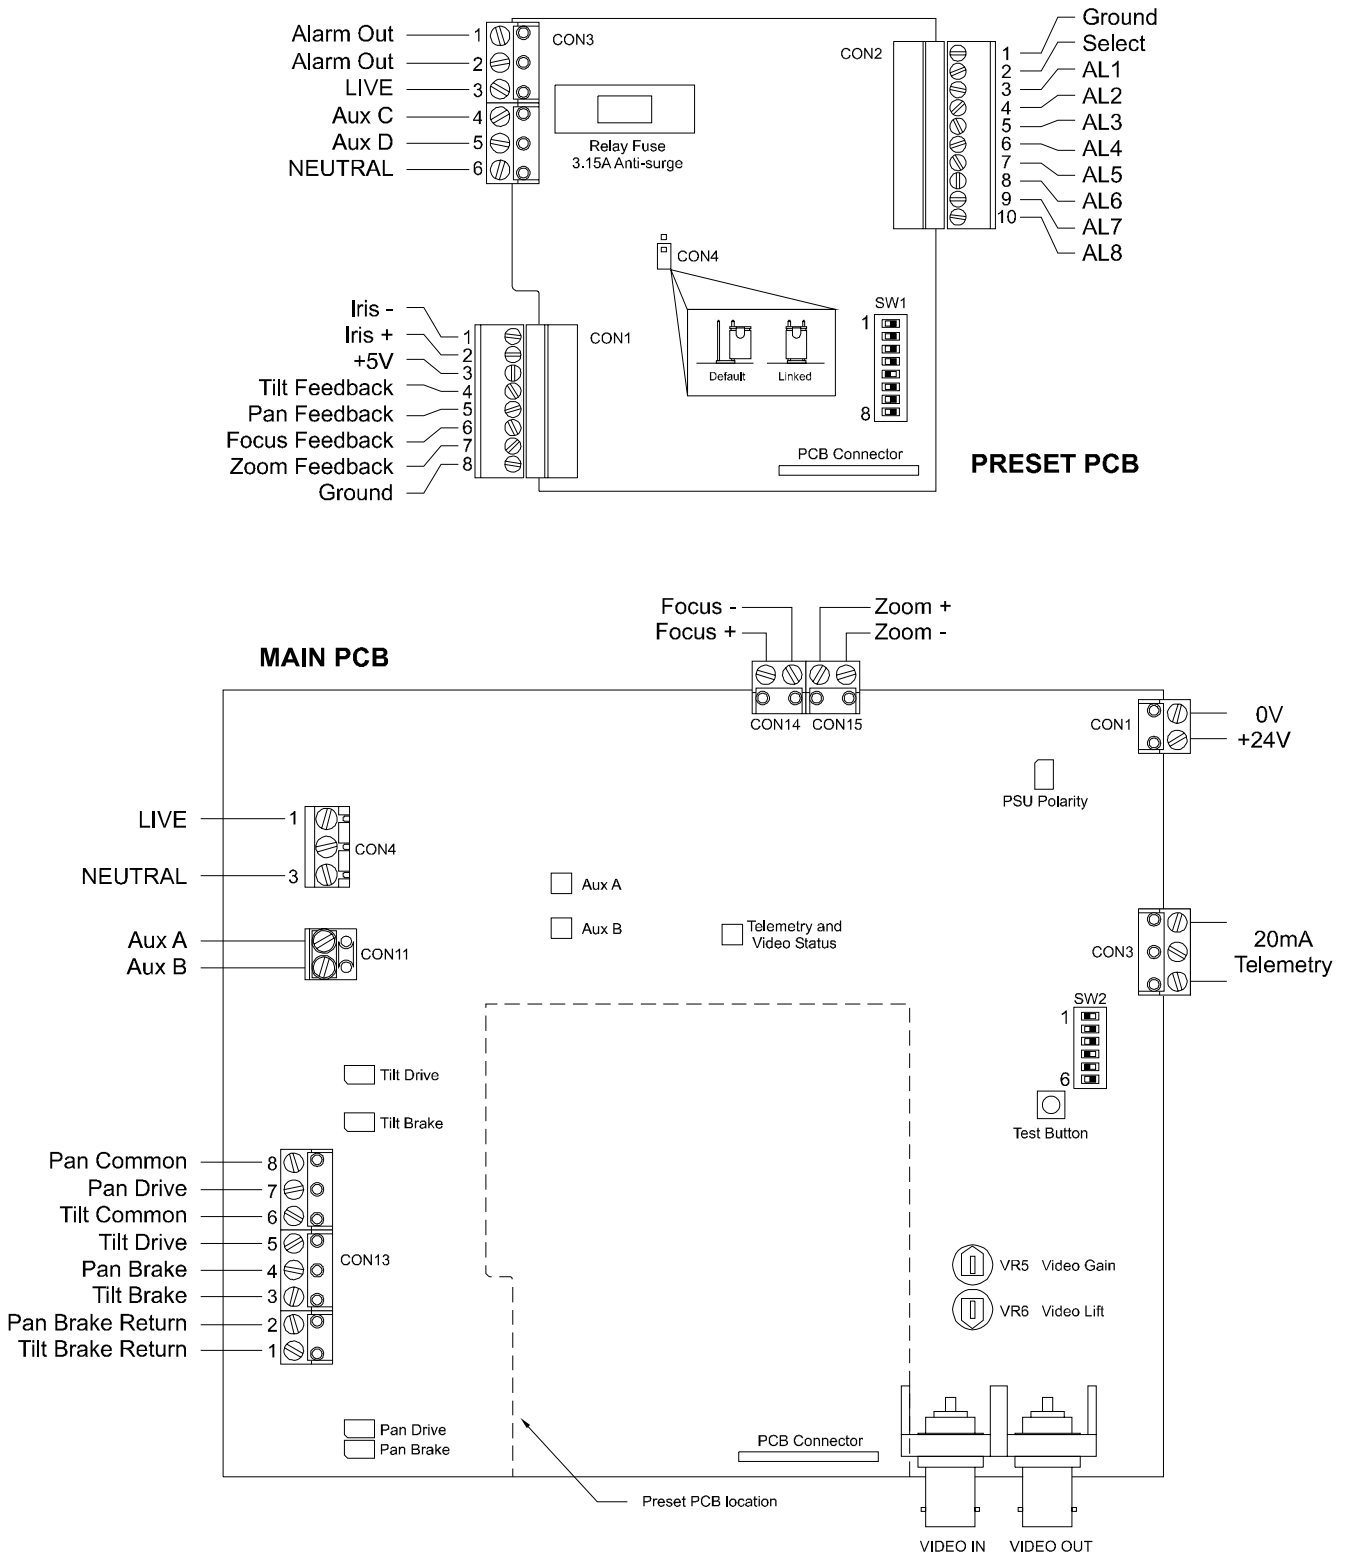 Alarm Out 1
Alarm Out 2
LIVE 3
Aux C 4
Aux D 5
NEUTRAL 6
CON3
Relay Fuse
3.15A Anti-surge
CON2
1 Ground
2 Select
3 AL1
4 AL2
5 AL3
6 AL4
7 AL5
8 AL6
9 AL7
10 AL8
CON4
Default Linked
SW1
1
8
Iris - 1
Iris + 2
+5V 3
Tilt Feedback 4
Pan Feedback 5
Focus Feedback 6
Zoom Feedback 7
Ground 8
CON1
PCB Connector
PRESET PCB
MAIN PCB
Focus -
Focus +
Zoom +
Zoom -
CON14 CON15
CON1
0V
+24V
PSU Polarity
LIVE 1
NEUTRAL 3
CON4
Aux A
Aux B
CON11
Aux A
Aux B
Telemetry and
Video Status
CON3
20mA
Telemetry
SW2
1
6
Test Button
Tilt Drive
Tilt Brake
Pan Common 8
Pan Drive 7
Tilt Common 6
Tilt Drive 5
Pan Brake 4
Tilt Brake 3
Pan Brake Return 2
Tilt Brake Return 1
CON13
VR5 Video Gain
VR6 Video Lift
Pan Drive
Pan Brake
PCB Connector
Preset PCB location
VIDEO IN VIDEO OUT